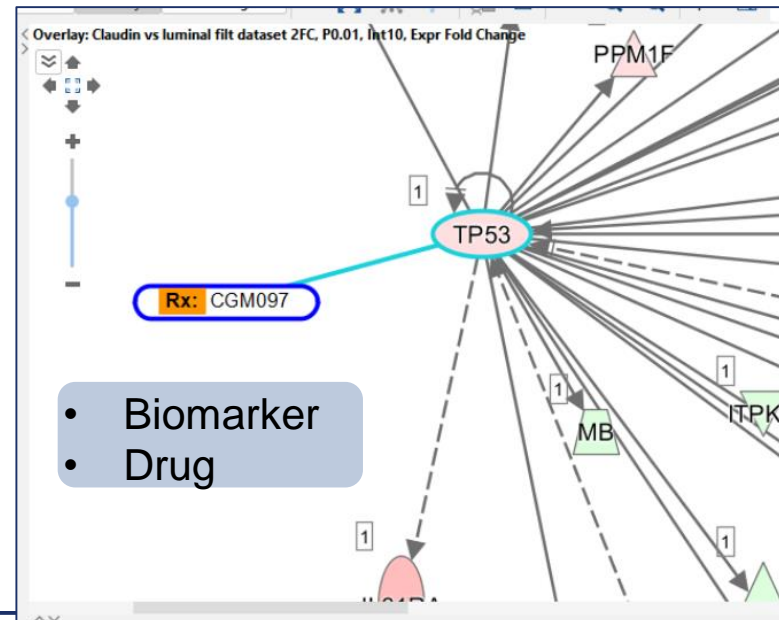 Overlay: Claudin vs luminal filt dataset 2FC, P0.01, Int10, Expr Fold Change
PPM1F
1
TP53
Rx: CGM097
1
ITPK
1
MB
• Biomarker
• Drug
1
1